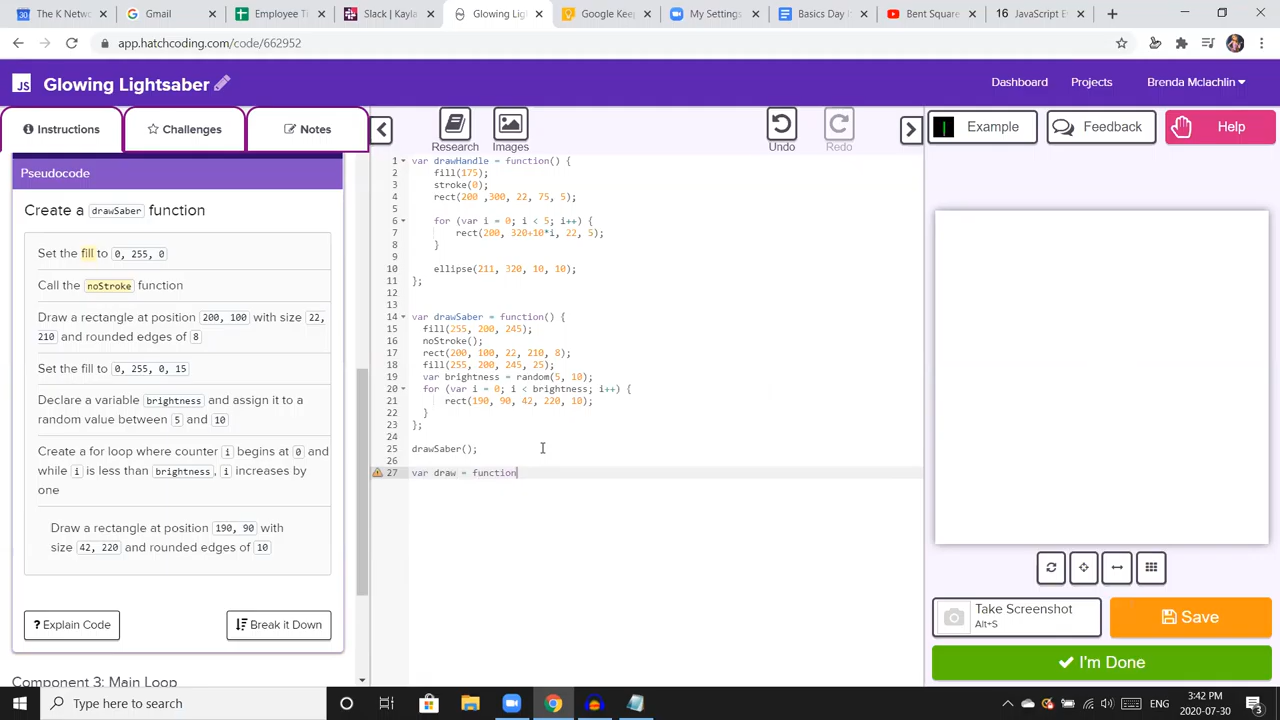 The K Network
Gmail
Employee T
Slack | Kayla
Glowing Lig
Google Keep
My Settings
Basics Day
Bent Square
16 JavaScript E
app.hatchcoding.com/code/662952
JS Glowing Lightsaber
Dashboard Projects Brenda Mclachlin
Instructions Challenges Notes
Research Images Undo Redo
Example Feedback Help
Pseudocode
Create a drawSaber function
Set the fill to 0, 255, 0
Call the noStroke function
Draw a rectangle at position 200, 100 with size 22,
210 and rounded edges of 8
Set the fill to 0, 255, 0, 15
Declare a variable brightness and assign it to a
random value between 5 and 10
Create a for loop where counter i begins at 0 and
while i is less than brightness, i increases by
one
Draw a rectangle at position 190, 90 with
size 42, 220 and rounded edges of 10
? Explain Code Break it Down
Component 3: Main Loop
1 var drawHandle = function() {
2 fill(175);
3 stroke(0);
4 rect(200 ,300, 22, 75, 5);
5
6 for (var i = 0; i < 5; i++) {
7 rect(200, 320+10*i, 22, 5);
8 }
9
10 ellipse(211, 320, 10, 10);
11 };
12
13
14 var drawSaber = function() {
15 fill(255, 200, 245);
16 noStroke();
17 rect(200, 100, 22, 210, 8);
18 fill(255, 200, 245, 25);
19 var brightness = random(5, 10);
20 for (var i = 0; i < brightness; i++) {
21 rect(190, 90, 42, 220, 10);
22 }
23 };
24
25 drawSaber();
26
27 var draw = function
Take Screenshot
Alt+S
Save
I'm Done
Type here to search
ENG
3:42 PM
2020-07-30
3